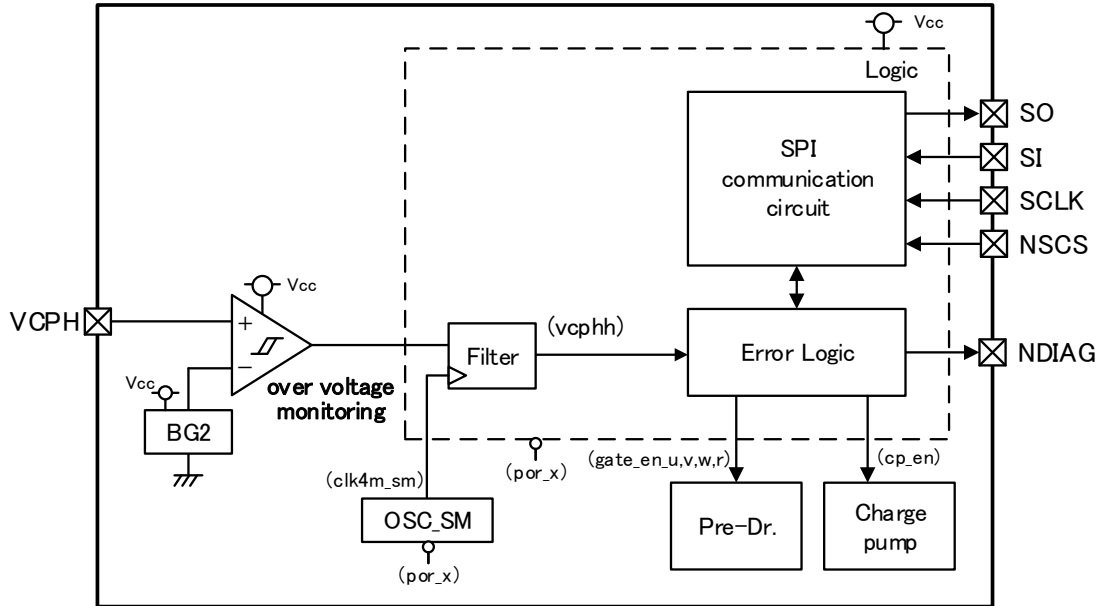 Vcc
Logic
SPI
communication
circuit
SO
SI
SCLK
NSCS
Vcc
VCPH
+
−
over voltage
monitoring
Vcc
BG2
Filter
(vcphh)
Error Logic
NDIAG
(clk4m_sm)
OSC_SM
(por_x)
(por_x)
(gate_en_u,v,w,r)
(cp_en)
Pre-Dr.
Charge
pump